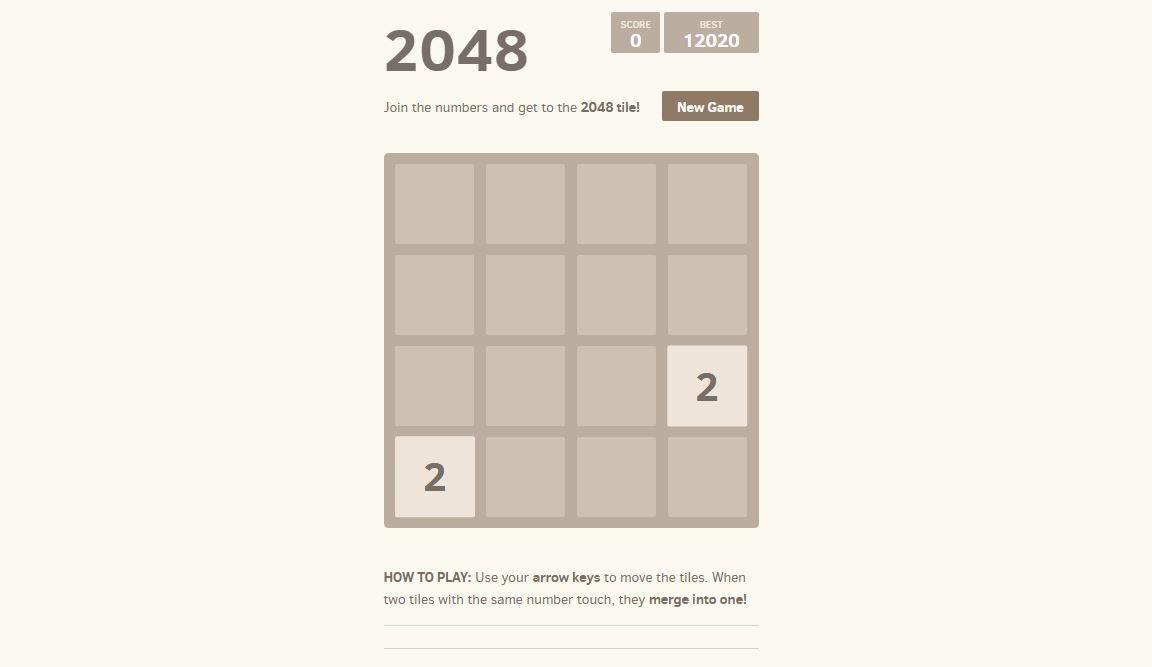 2048
SCORE
0
BEST
12020
Join the numbers and get to the 2048 tile!
New Game
2
2
HOW TO PLAY: Use your arrow keys to move the tiles. When
two tiles with the same number touch, they merge into one!